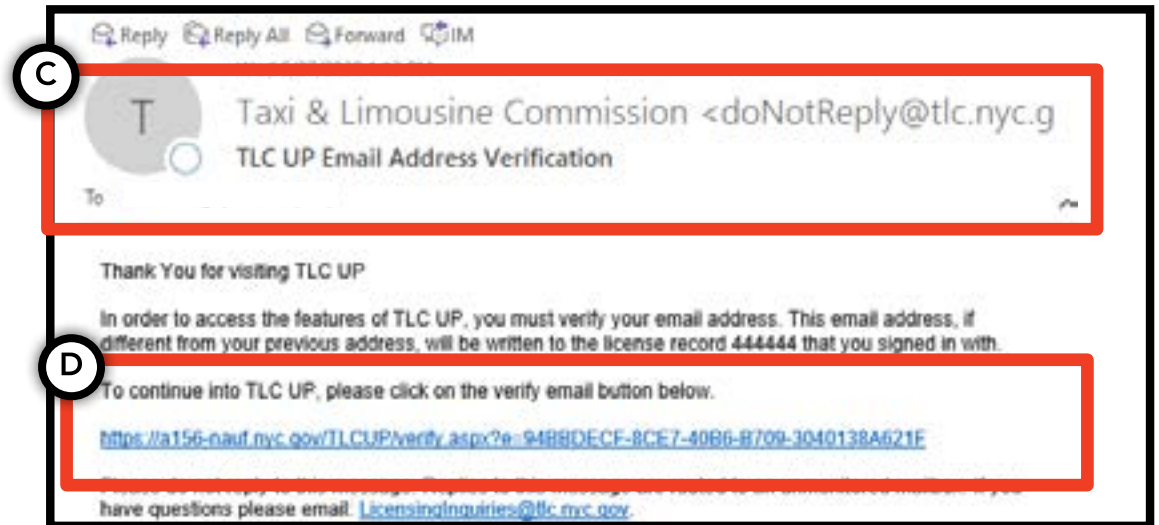 Reply Reply All Forward IM
C
T
Taxi & Limousine Commission <doNotReply@tlc.nyc.g
TLC UP Email Address Verification
To
Thank You for visiting TLC UP
In order to access the features of TLC UP, you must verify your email address. This email address, if
different from your previous address, will be written to the license record 444444 that you signed in with.
D
To continue into TLC UP, please click on the verify email button below.
https://a156-nauf.nyc.gov/TLCUP/verify.aspx?e=94BBDECF-8CE7-40B6-B709-3040138A621F
have questions please email: LicensingInquiries@tlc.nyc.gov.